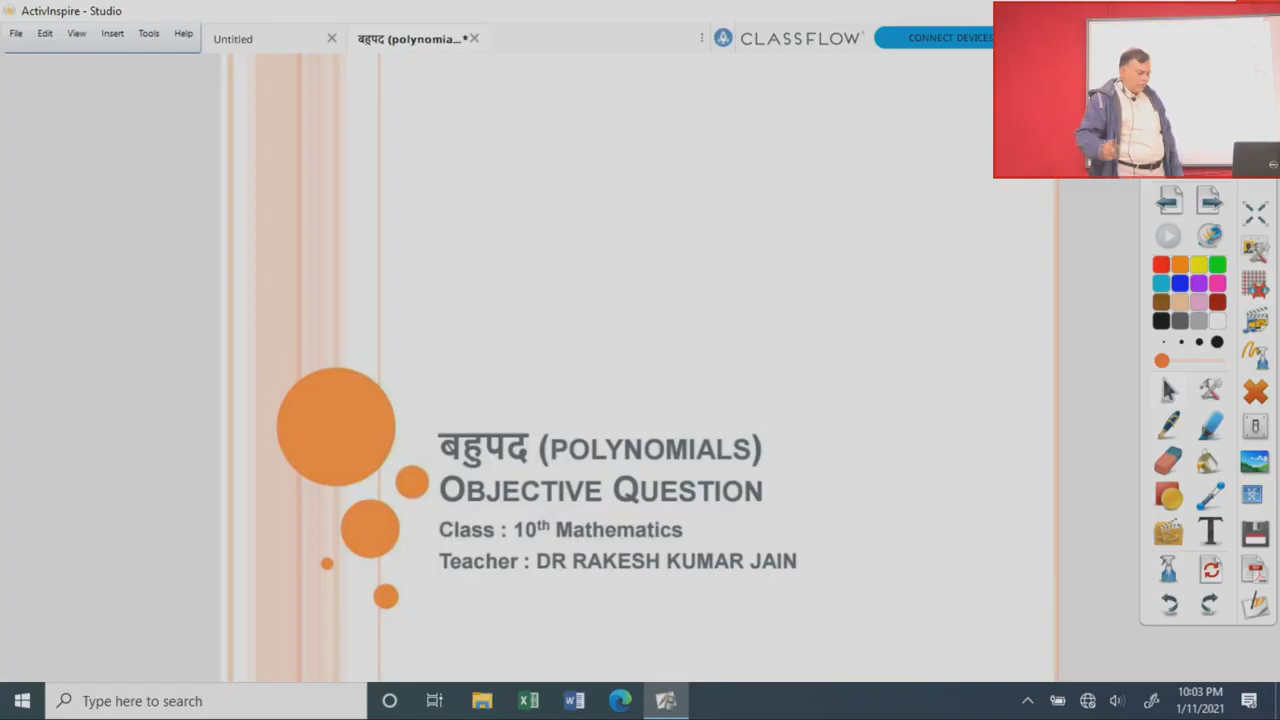 ActivInspire - Studio
File Edit View Insert Tools Help
Untitled
बहुपद (polynomia...*
CLASSFLOW
CONNECT DEVICES
बहुपद (POLYNOMIALS)
OBJECTIVE QUESTION
Class : 10th Mathematics
Teacher : DR RAKESH KUMAR JAIN
Type here to search
10:03 PM
1/11/2021